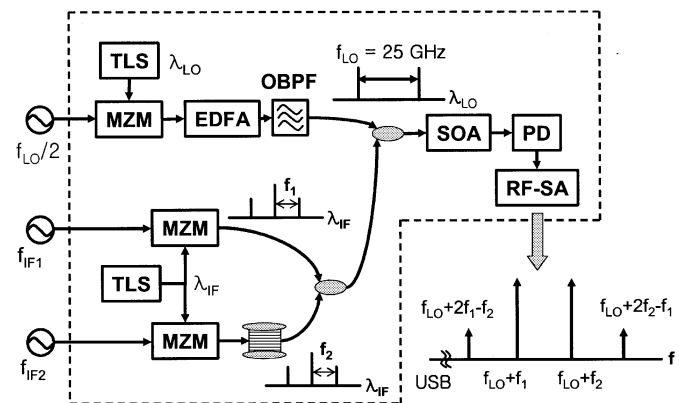 TLS
λLO
fLO = 25 GHz
OBPF
MZM
EDFA
λLO
SOA
PD
fLO/2
RF-SA
f1
MZM
λIF
fIF1
TLS
λIF
fLO+2f1-f2
fLO+2f2-f1
MZM
f2
fIF2
λIF
USB
fLO+f1
fLO+f2
f